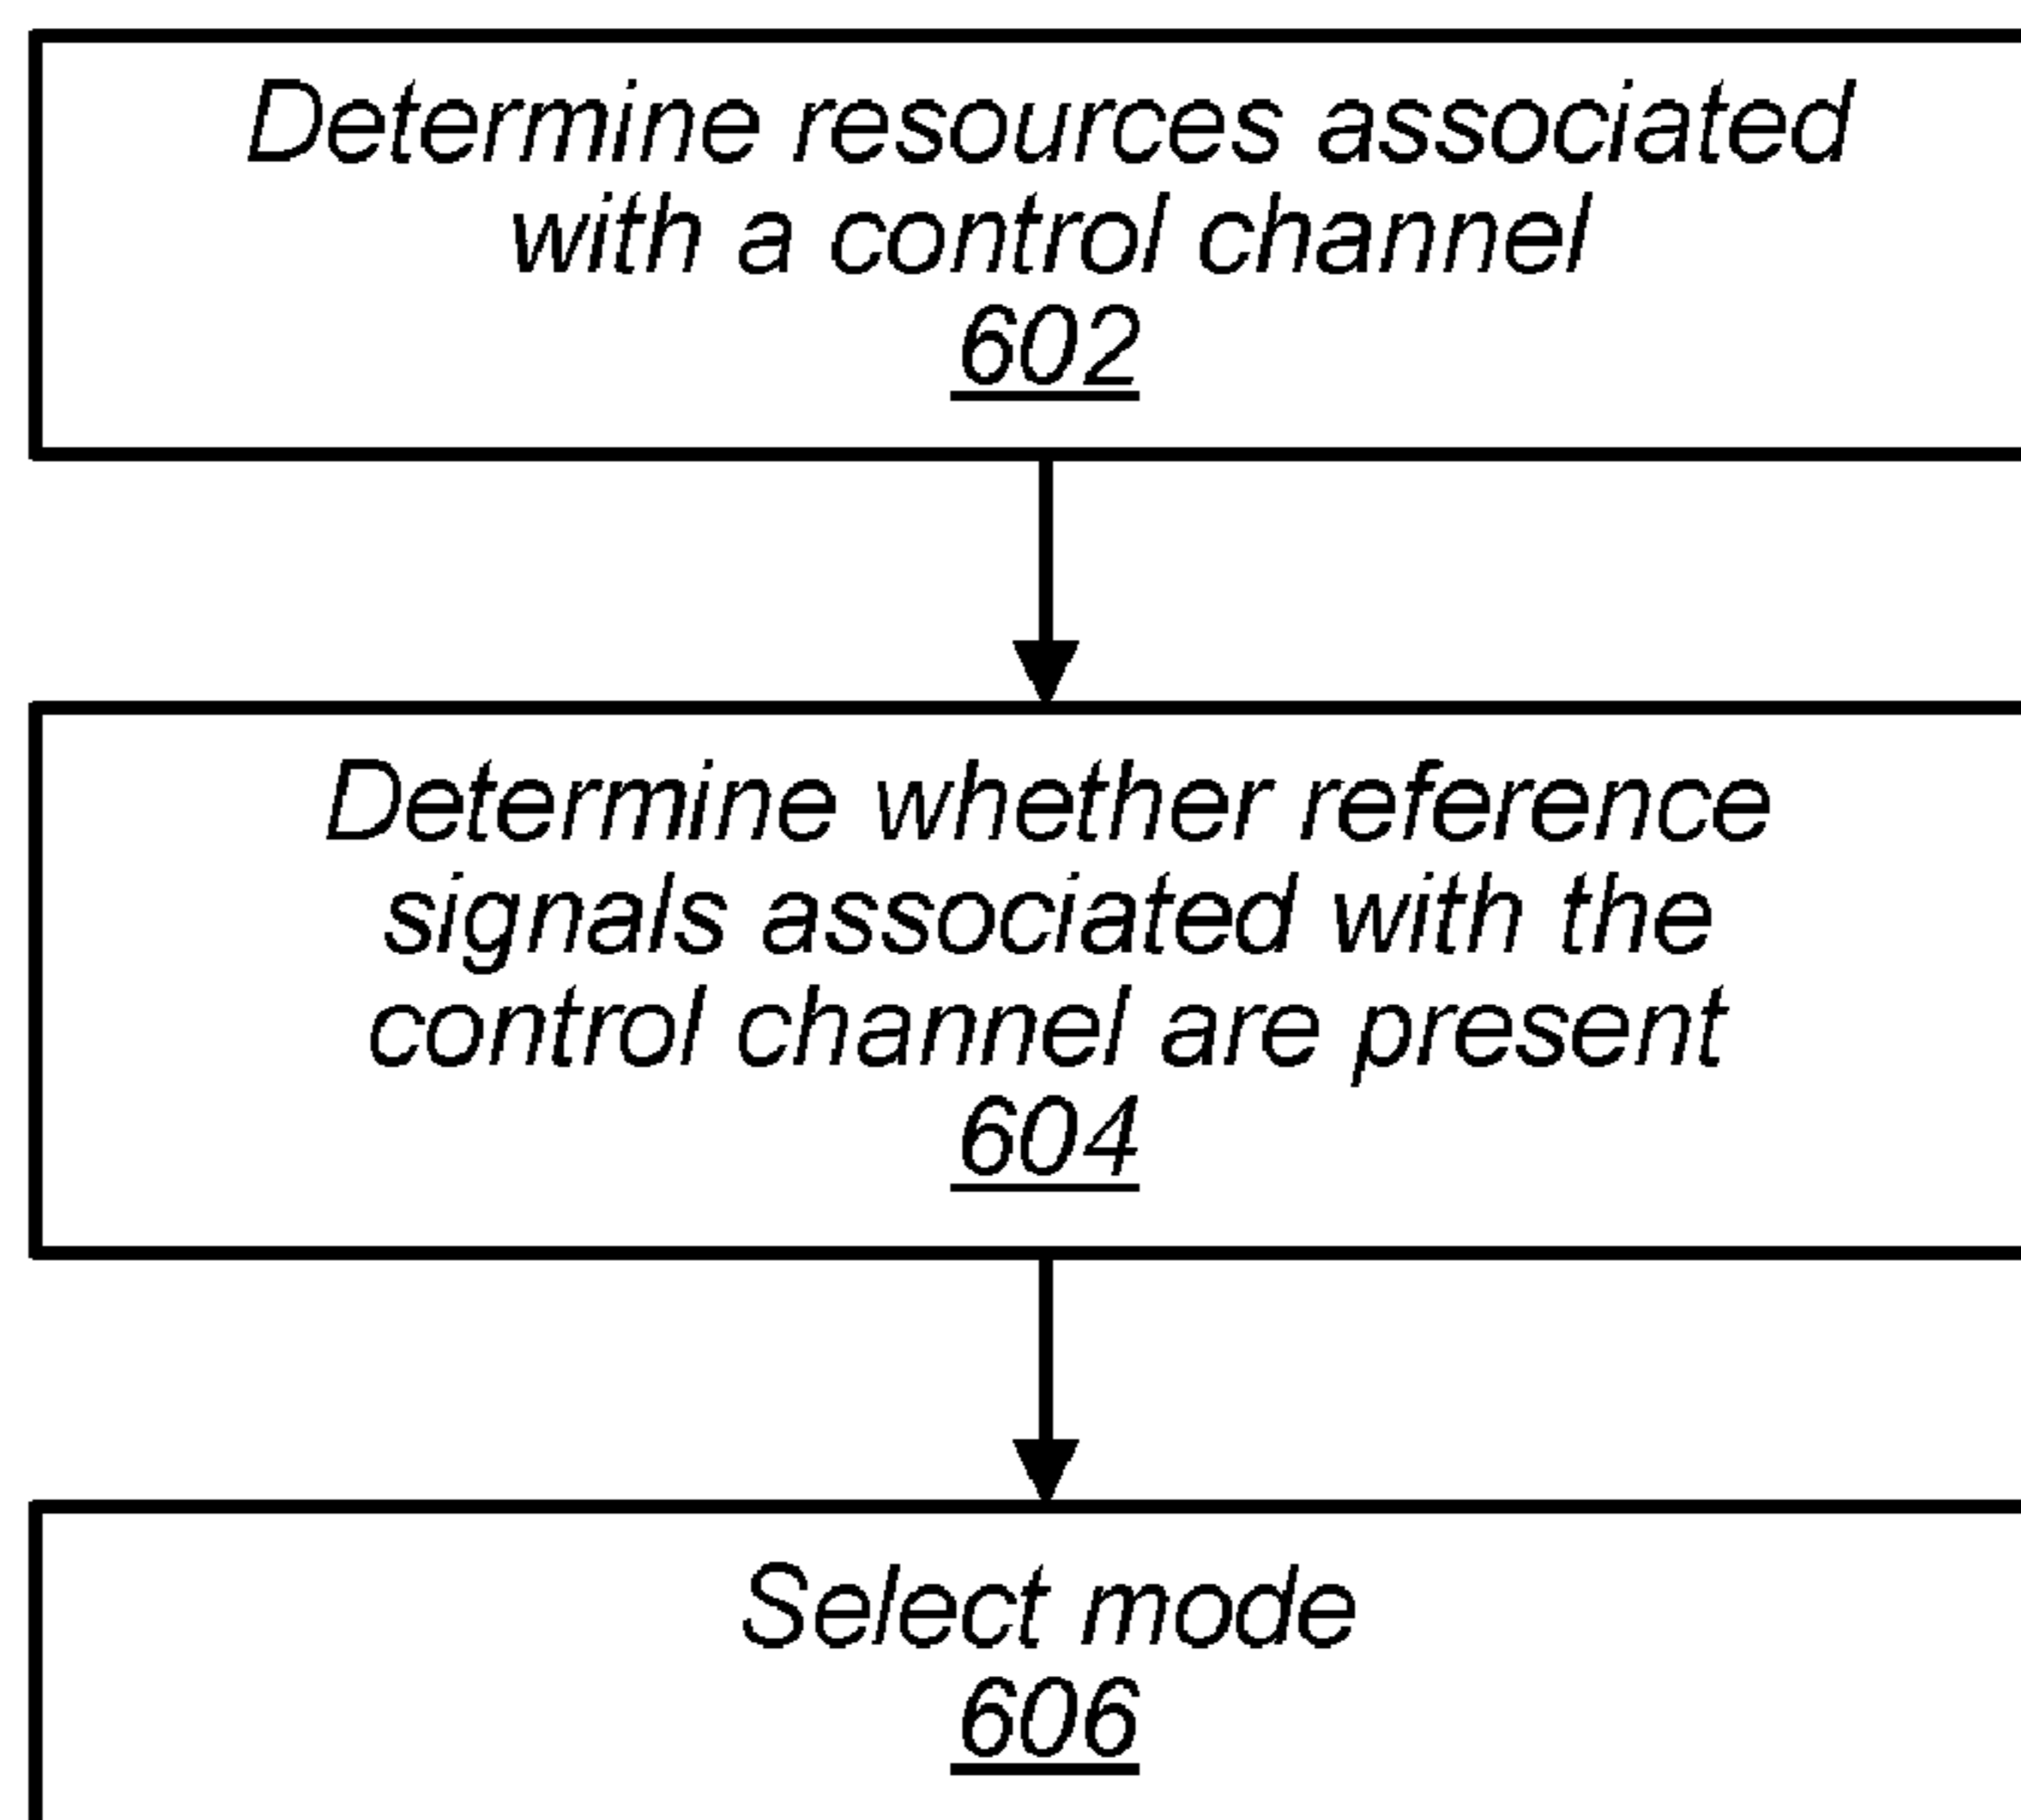 Determine resources associated
with a control channel
602
Determine whether reference
signals associated with the
control channel are present
604
Select mode
606